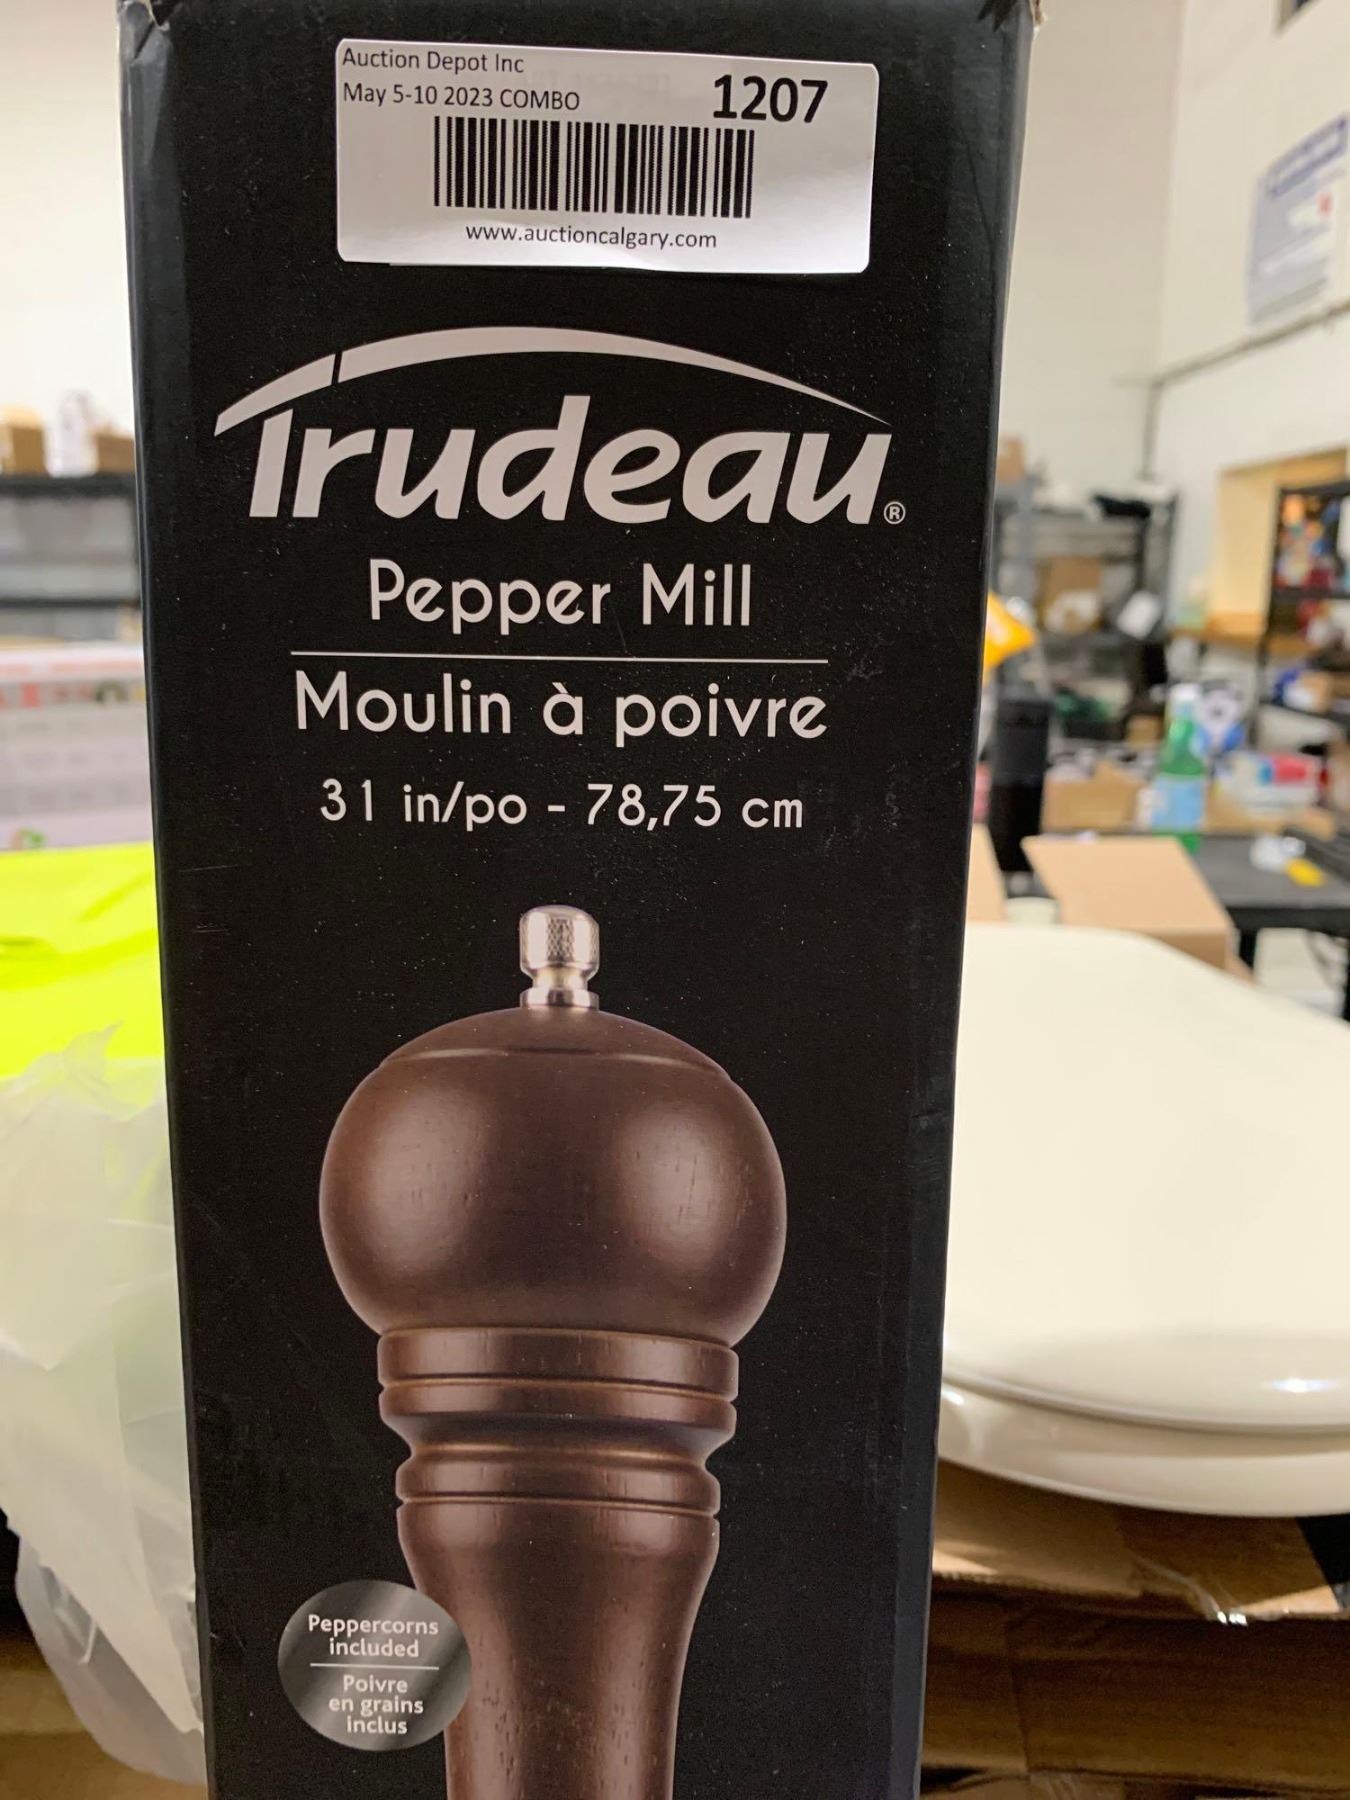 Auction Depot Inc
May 5-10 2023 COMBO 1207
www.auctioncalgary.com
Trudeau®
Pepper Mill
Moulin à poivre
31 in/po - 78,75 cm
Peppercorns
included
Poivre
en grains
inclus